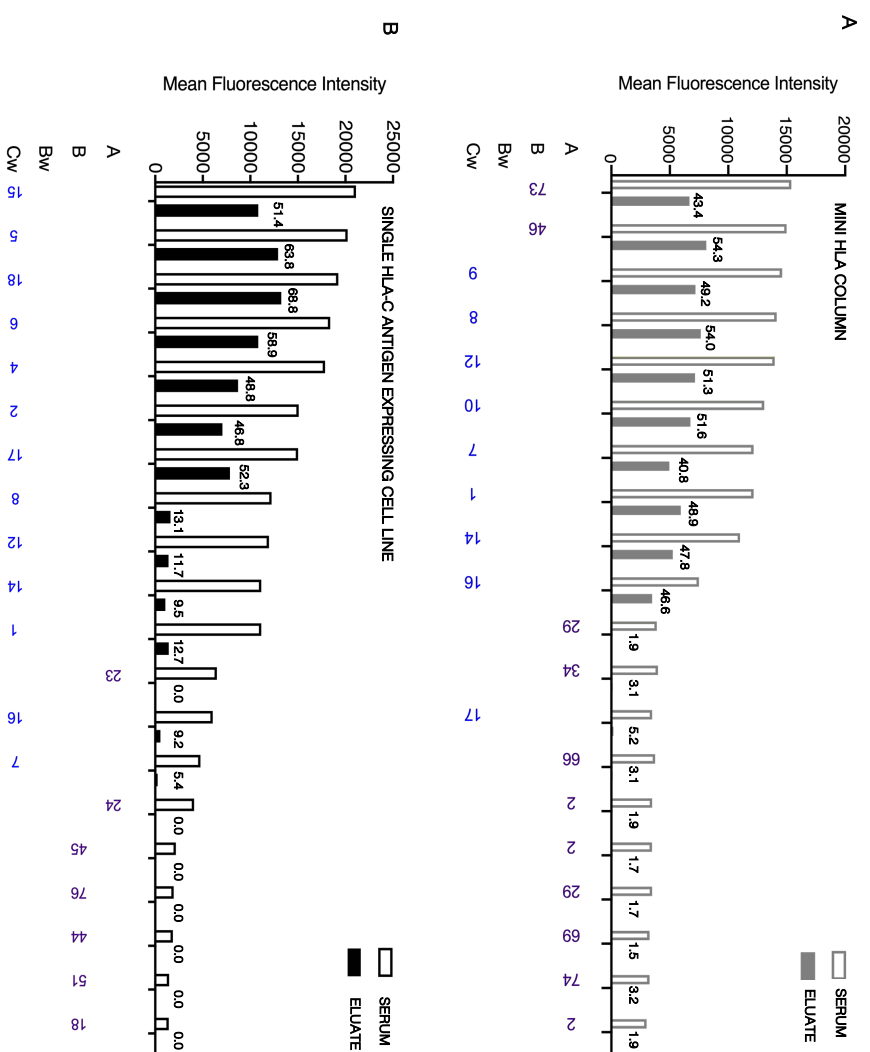 A
MINI HLA COLUMN
SERUM
ELUATE
Mean Fluorescence Intensity
20000
15000
10000
5000
0
43.4 54.3 49.2 54.0 51.3 51.6 40.8 48.9 47.8 46.6 1.9 3.1 5.2 3.1 1.9 1.7 1.7 1.5 3.2 1.9
A 29 34 66 2 2 29 69 74 2
B 73 46
Bw
Cw 9 8 12 10 7 1 14 16 17
B
SINGLE HLA-C ANTIGEN EXPRESSING CELL LINE
SERUM
ELUATE
Mean Fluorescence Intensity
25000
20000
15000
10000
5000
0
51.4 63.8 68.8 58.9 48.8 46.8 52.3 13.1 11.7 9.5 12.7 0.0 9.2 5.4 0.0 0.0 0.0 0.0 0.0 0.0
A 23 24
B 45 76 44 51 18
Bw
Cw 15 5 18 6 4 2 17 8 12 14 1 16 7